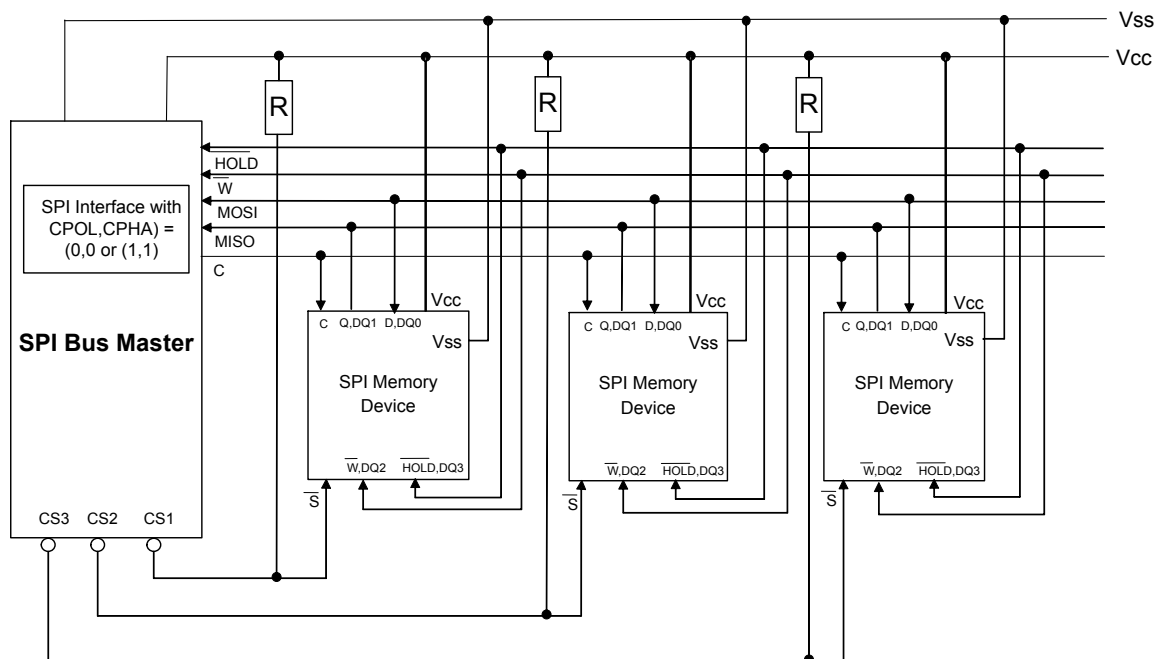 Vss
Vcc
R
R
R
HOLD
W
MOSI
MISO
C
SPI Interface with
CPOL,CPHA) =
(0,0 or (1,1)
SPI Bus Master
CS3
CS2
CS1
C
Q,DQ1
D,DQ0
Vcc
Vss
SPI Memory
Device
W,DQ2
HOLD,DQ3
S
C
Q,DQ1
D,DQ0
Vcc
Vss
SPI Memory
Device
W,DQ2
HOLD,DQ3
S
C
Q,DQ1
D,DQ0
Vcc
Vss
SPI Memory
Device
W,DQ2
HOLD,DQ3
S